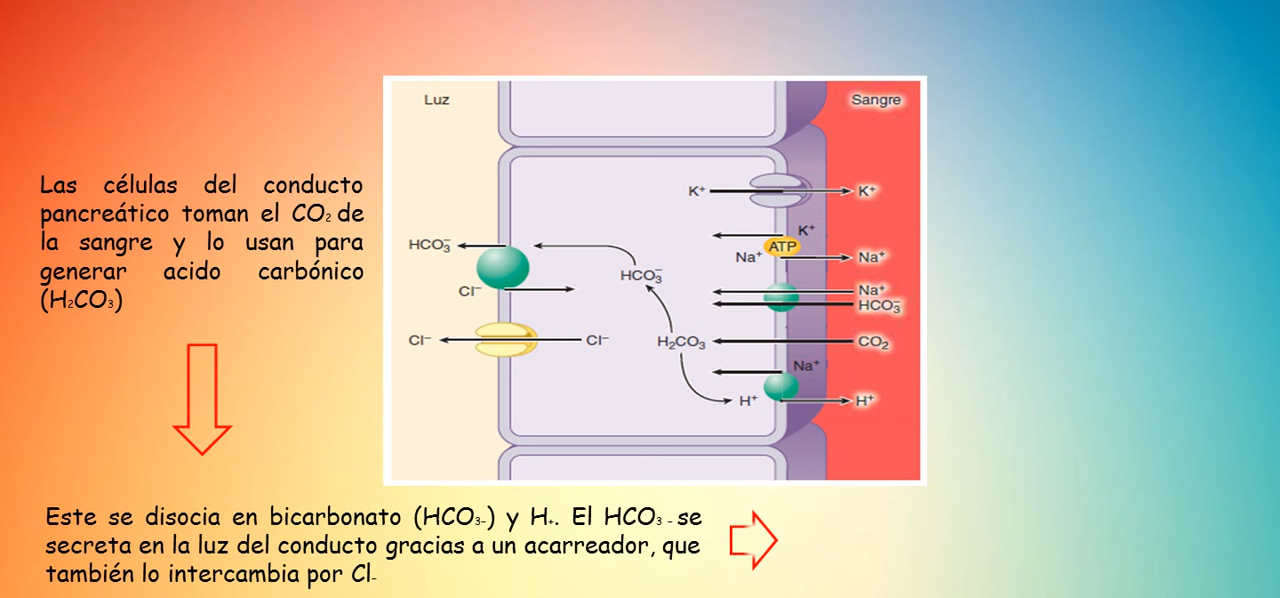 Luz
Sangre
K⁺ K⁺
K⁺
ATP
Na⁺ Na⁺
HCO₃⁻ HCO₃⁻
Cl⁻
Na⁺
HCO₃⁻
Cl⁻ Cl⁻ H₂CO₃ CO₂
Na⁺
H⁺ H⁺
Las células del conducto
pancreático toman el CO₂ de
la sangre y lo usan para
generar acido carbónico
(H₂CO₃)
Este se disocia en bicarbonato (HCO₃₋) y H₊. El HCO₃ ₋ se
secreta en la luz del conducto gracias a un acarreador, que
también lo intercambia por Cl₋